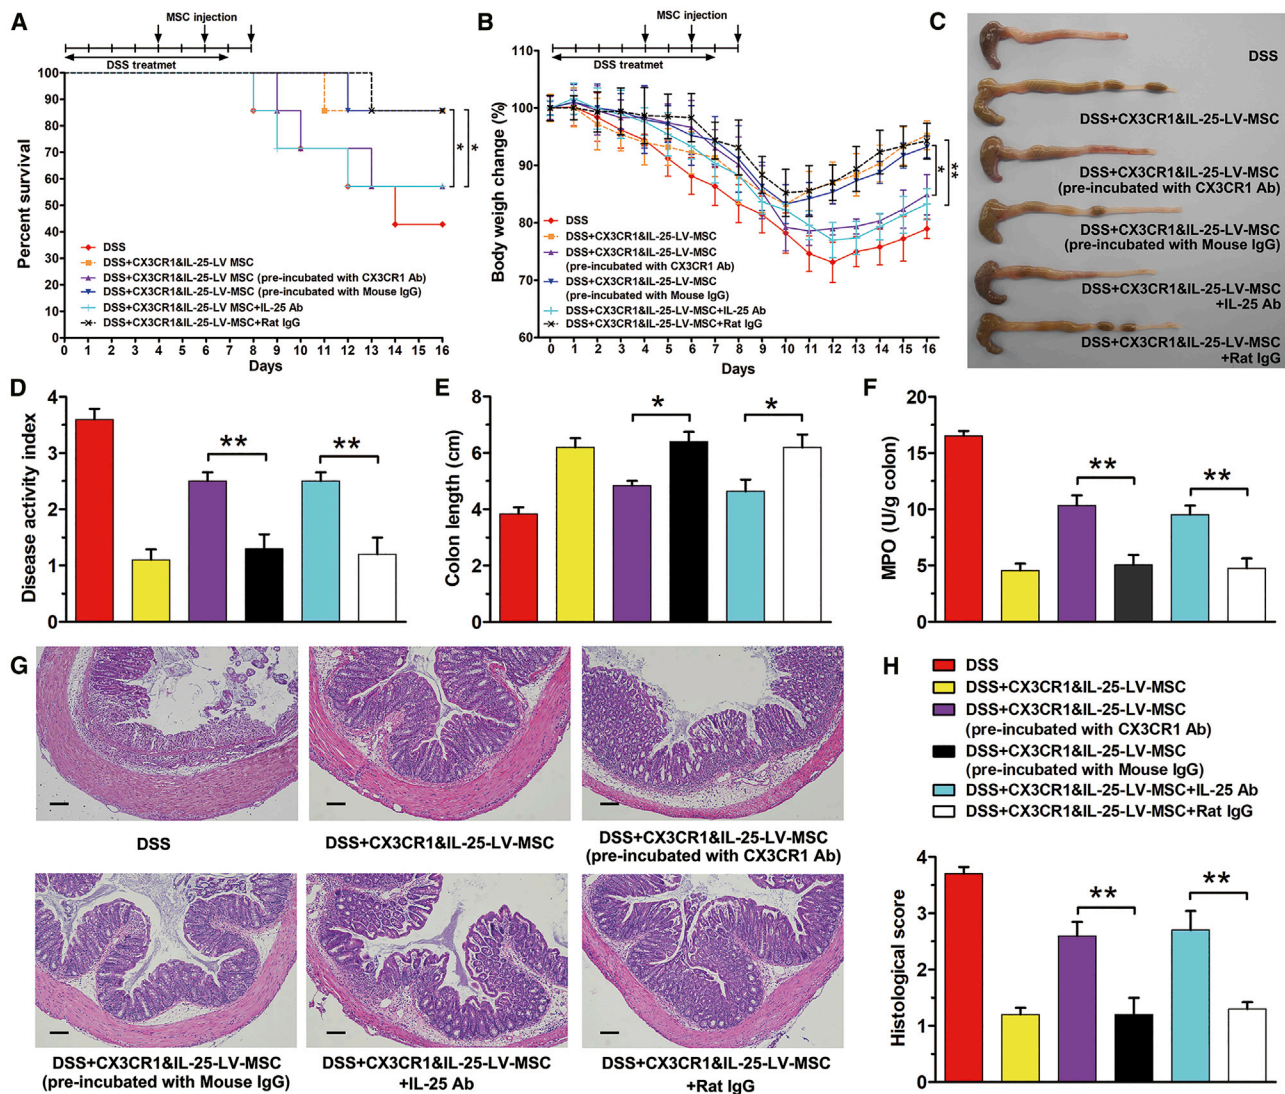 A
MSC injection
DSS treatmet
Percent survival
100
90
80
70
60
50
40
30
20
10
0
DSS
DSS+CX3CR1&IL-25-LV MSC
DSS+CX3CR1&IL-25-LV MSC (pre-incubated with CX3CR1 Ab)
DSS+CX3CR1&IL-25-LV-MSC (pre-incubated with Mouse IgG)
DSS+CX3CR1&IL-25-LV MSC+IL-25 Ab
DSS+CX3CR1&IL-25-LV-MSC+Rat IgG
* *
0 1 2 3 4 5 6 7 8 9 10 11 12 13 14 15 16
Days
B
MSC injection
DSS treatmet
Body weigh change (%)
110
100
90
80
70
60
DSS
DSS+CX3CR1&IL-25-LV-MSC
DSS+CX3CR1&IL-25-LV-MSC
(pre-incubated with CX3CR1 Ab)
DSS+CX3CR1&IL-25-LV-MSC
(pre-incubated with Mouse IgG)
DSS+CX3CR1&IL-25-LV-MSC+IL-25 Ab
DSS+CX3CR1&IL-25-LV-MSC+Rat IgG
* **
0 1 2 3 4 5 6 7 8 9 10 11 12 13 14 15 16
Days
C
DSS
DSS+CX3CR1&IL-25-LV-MSC
DSS+CX3CR1&IL-25-LV-MSC
(pre-incubated with CX3CR1 Ab)
DSS+CX3CR1&IL-25-LV-MSC
(pre-incubated with Mouse IgG)
DSS+CX3CR1&IL-25-LV-MSC
+IL-25 Ab
DSS+CX3CR1&IL-25-LV-MSC
+Rat IgG
D
Disease activity index
4
3
2
1
0
** **
E
Colon length (cm)
8
6
4
2
0
* *
F
MPO (U/g colon)
20
15
10
5
0
** **
G
DSS
DSS+CX3CR1&IL-25-LV-MSC
DSS+CX3CR1&IL-25-LV-MSC
(pre-incubated with CX3CR1 Ab)
DSS+CX3CR1&IL-25-LV-MSC
(pre-incubated with Mouse IgG)
DSS+CX3CR1&IL-25-LV-MSC
+IL-25 Ab
DSS+CX3CR1&IL-25-LV-MSC
+Rat IgG
H
DSS
DSS+CX3CR1&IL-25-LV-MSC
DSS+CX3CR1&IL-25-LV-MSC
(pre-incubated with CX3CR1 Ab)
DSS+CX3CR1&IL-25-LV-MSC
(pre-incubated with Mouse IgG)
DSS+CX3CR1&IL-25-LV-MSC+IL-25 Ab
DSS+CX3CR1&IL-25-LV-MSC+Rat IgG
Histological score
4
3
2
1
0
** **